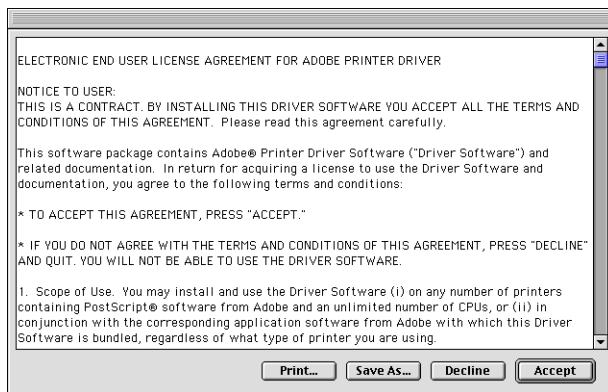 ELECTRONIC END USER LICENSE AGREEMENT FOR ADOBE PRINTER DRIVER
NOTICE TO USER:
THIS IS A CONTRACT. BY INSTALLING THIS DRIVER SOFTWARE YOU ACCEPT ALL THE TERMS AND
CONDITIONS OF THIS AGREEMENT. Please read this agreement carefully.
This software package contains Adobe® Printer Driver Software ("Driver Software") and
related documentation. In return for acquiring a license to use the Driver Software and
documentation, you agree to the following terms and conditions:
* TO ACCEPT THIS AGREEMENT, PRESS "ACCEPT."
* IF YOU DO NOT AGREE WITH THE TERMS AND CONDITIONS OF THIS AGREEMENT, PRESS "DECLINE"
AND QUIT. YOU WILL NOT BE ABLE TO USE THE DRIVER SOFTWARE.
1. Scope of Use. You may install and use the Driver Software (i) on any number of printers
containing PostScript® software from Adobe and an unlimited number of CPUs, or (ii) in
conjunction with the corresponding application software from Adobe with which this Driver
Software is bundled, regardless of what type of printer you are using.
Print... Save As... Decline Accept